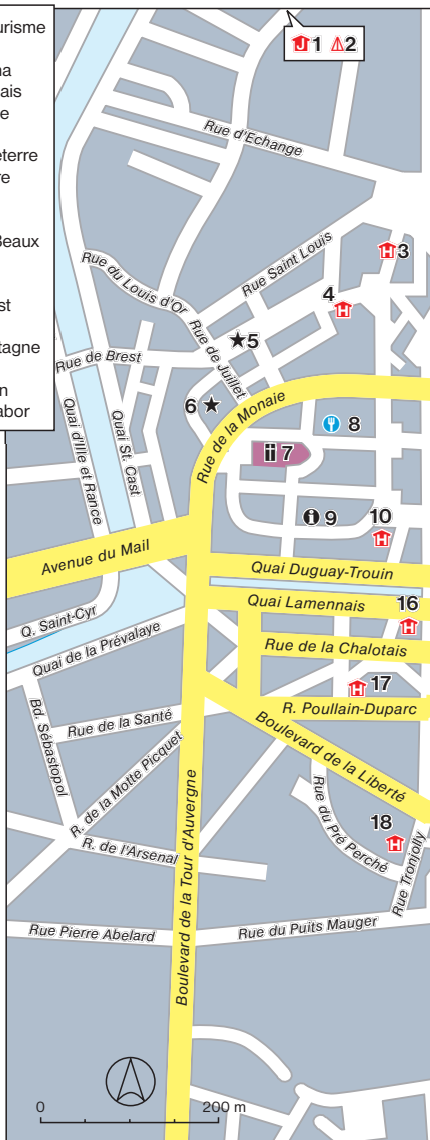 urisme
na
ais
e
eterre
re
Beaux
st
tagne
n
abor
J 1 2
Rue d'Echange
H 3
Rue Saint Louis
4
H
Rue du Louis d'Or
Rue de Juillet
5
Rue de Brest
6
Rue de la Monaie
8
7
Quai d'Ille et Rance
Quai St. Cast
i 9
10
H
Avenue du Mail
Quai Duguay-Trouin
Quai Lamennais
16
H
Q. Saint-Cyr
Quai de la Prévalaye
Rue de la Chalotais
H 17
R. Poullain-Duparc
Bd. Sébastopol
Rue de la Santé
Boulevard de la Liberté
R. de la Motte Picquet
Rue du Pré Perché
18
H
R. de l'Arsenal
Boulevard de la Tour d'Auvergne
Rue Tronjolly
Rue Pierre Abelard
Rue du Puits Mauger
0 200 m